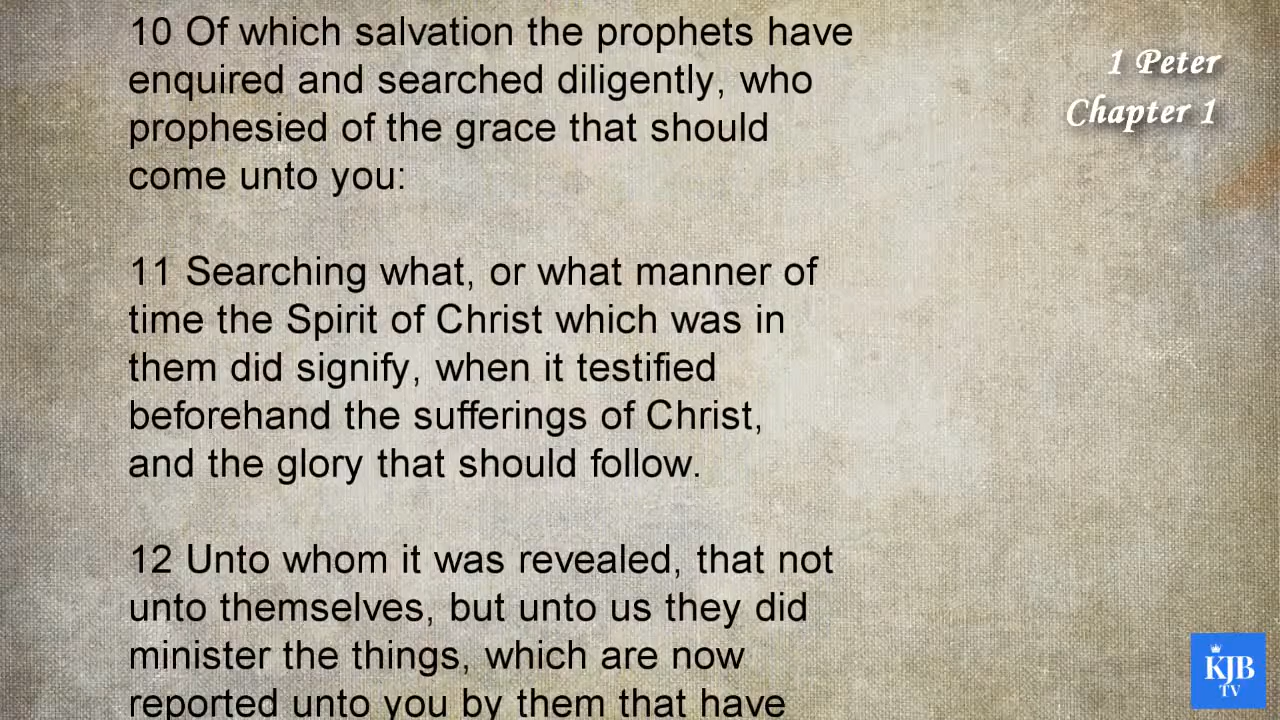 10 Of which salvation the prophets have
enquired and searched diligently, who
prophesied of the grace that should
come unto you:
11 Searching what, or what manner of
time the Spirit of Christ which was in
them did signify, when it testified
beforehand the sufferings of Christ,
and the glory that should follow.
12 Unto whom it was revealed, that not
unto themselves, but unto us they did
minister the things, which are now
reported unto you by them that have
1 Peter
Chapter 1
KJB
TV